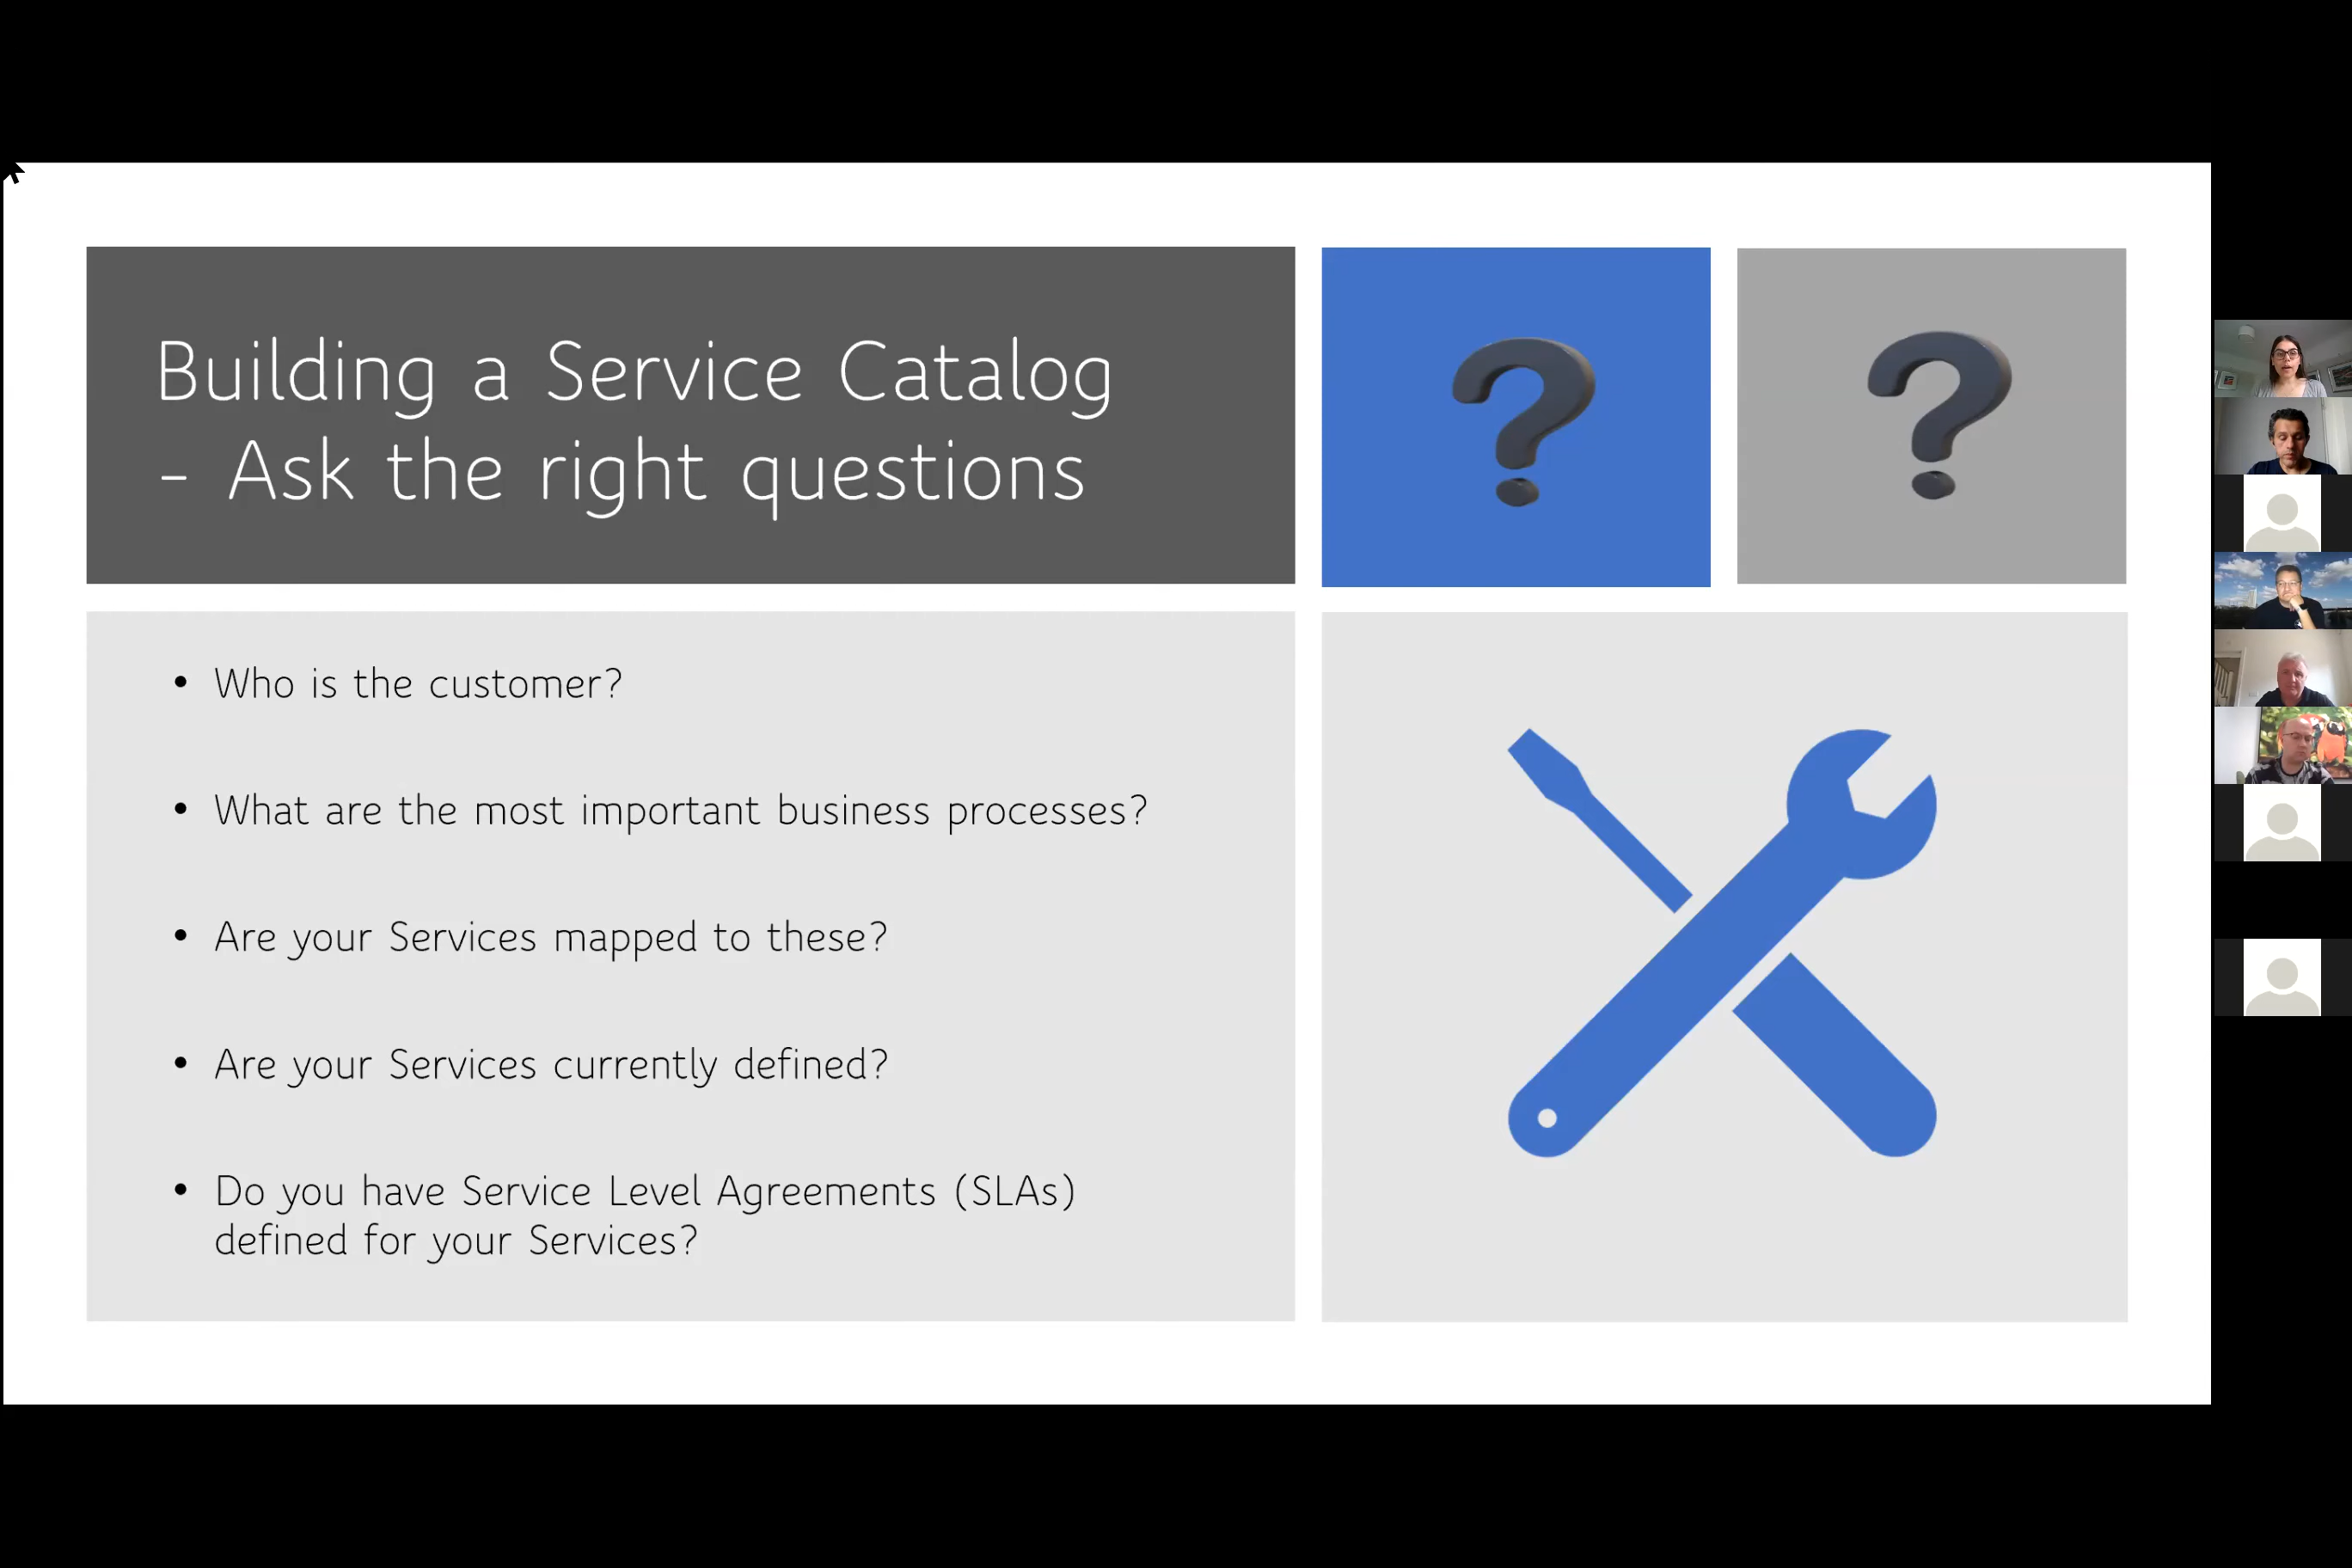 Building a Service Catalog
- Ask the right questions
• Who is the customer?
• What are the most important business processes?
• Are your Services mapped to these?
• Are your Services currently defined?
• Do you have Service Level Agreements (SLAs)
defined for your Services?